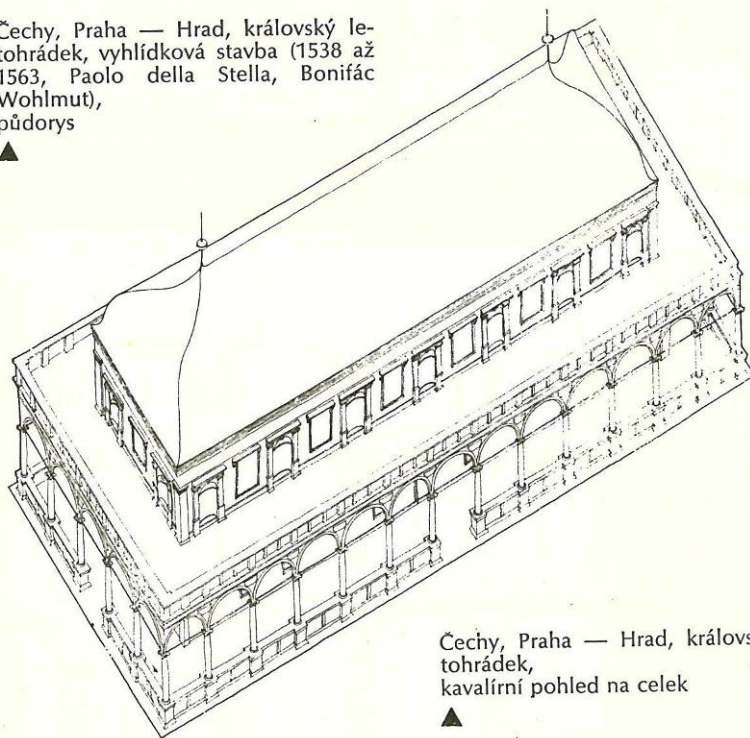 Čechy, Praha — Hrad, královský le-
tohrádek, vyhlídková stavba (1538 až
1563, Paolo della Stella, Bonifác
Wohlmut),
půdorys
Čechy, Praha — Hrad, královs
tohrádek,
kavalírní pohled na celek